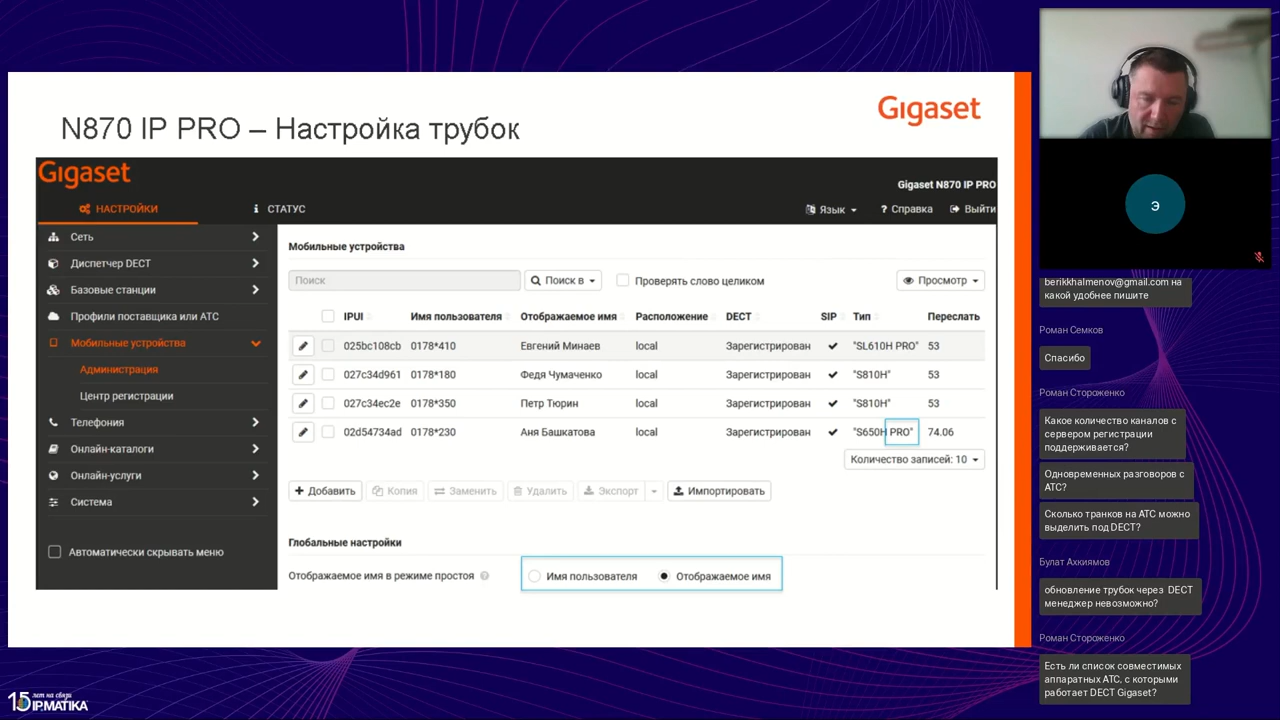 N870 IP PRO – Настройка трубок
Gigaset
Gigaset
Gigaset N870 IP PRO
НАСТРОЙКИ
СТАТУС
Язык
Справка
Выйти
Сеть
Диспетчер DECT
Базовые станции
Профили поставщика или АТС
Мобильные устройства
Администрация
Центр регистрации
Телефония
Онлайн-каталоги
Онлайн-услуги
Система
Автоматически скрывать меню
Мобильные устройства
Поиск
Поиск в
Проверять слово целиком
Просмотр
IPUI Имя пользователя Отображаемое имя Расположение DECT SIP Тип Переслать
025bc108cb 0178*410 Евгений Минаев local Зарегистрирован ✔ "SL610H PRO" 53
027c34d961 0178*180 Федя Чумаченко local Зарегистрирован ✔ "S810H" 53
027c34ec2e 0178*350 Петр Тюрин local Зарегистрирован ✔ "S810H" 53
02d54734ad 0178*230 Аня Башкатова local Зарегистрирован ✔ "S650H PRO" 74.06
Количество записей: 10
+ Добавить
Копия
Заменить
Удалить
Экспорт
Импортировать
Глобальные настройки
Отображаемое имя в режиме простоя
Имя пользователя
Отображаемое имя
15 лет на связи
IPMATIKA
Э
berikkhalmenov@gmail.com на
какой удобнее пишите
Роман Семков
Спасибо
Роман Стороженко
Какое количество каналов с
сервером регистрации
поддерживается?
Одновременных разговоров с
АТС?
Сколько транков на АТС можно
выделить под DECT?
Булат Ахкиямов
обновление трубок через DECT
менеджер невозможно?
Роман Стороженко
Есть ли список совместимых
аппаратных АТС, с которыми
работает DECT Gigaset?